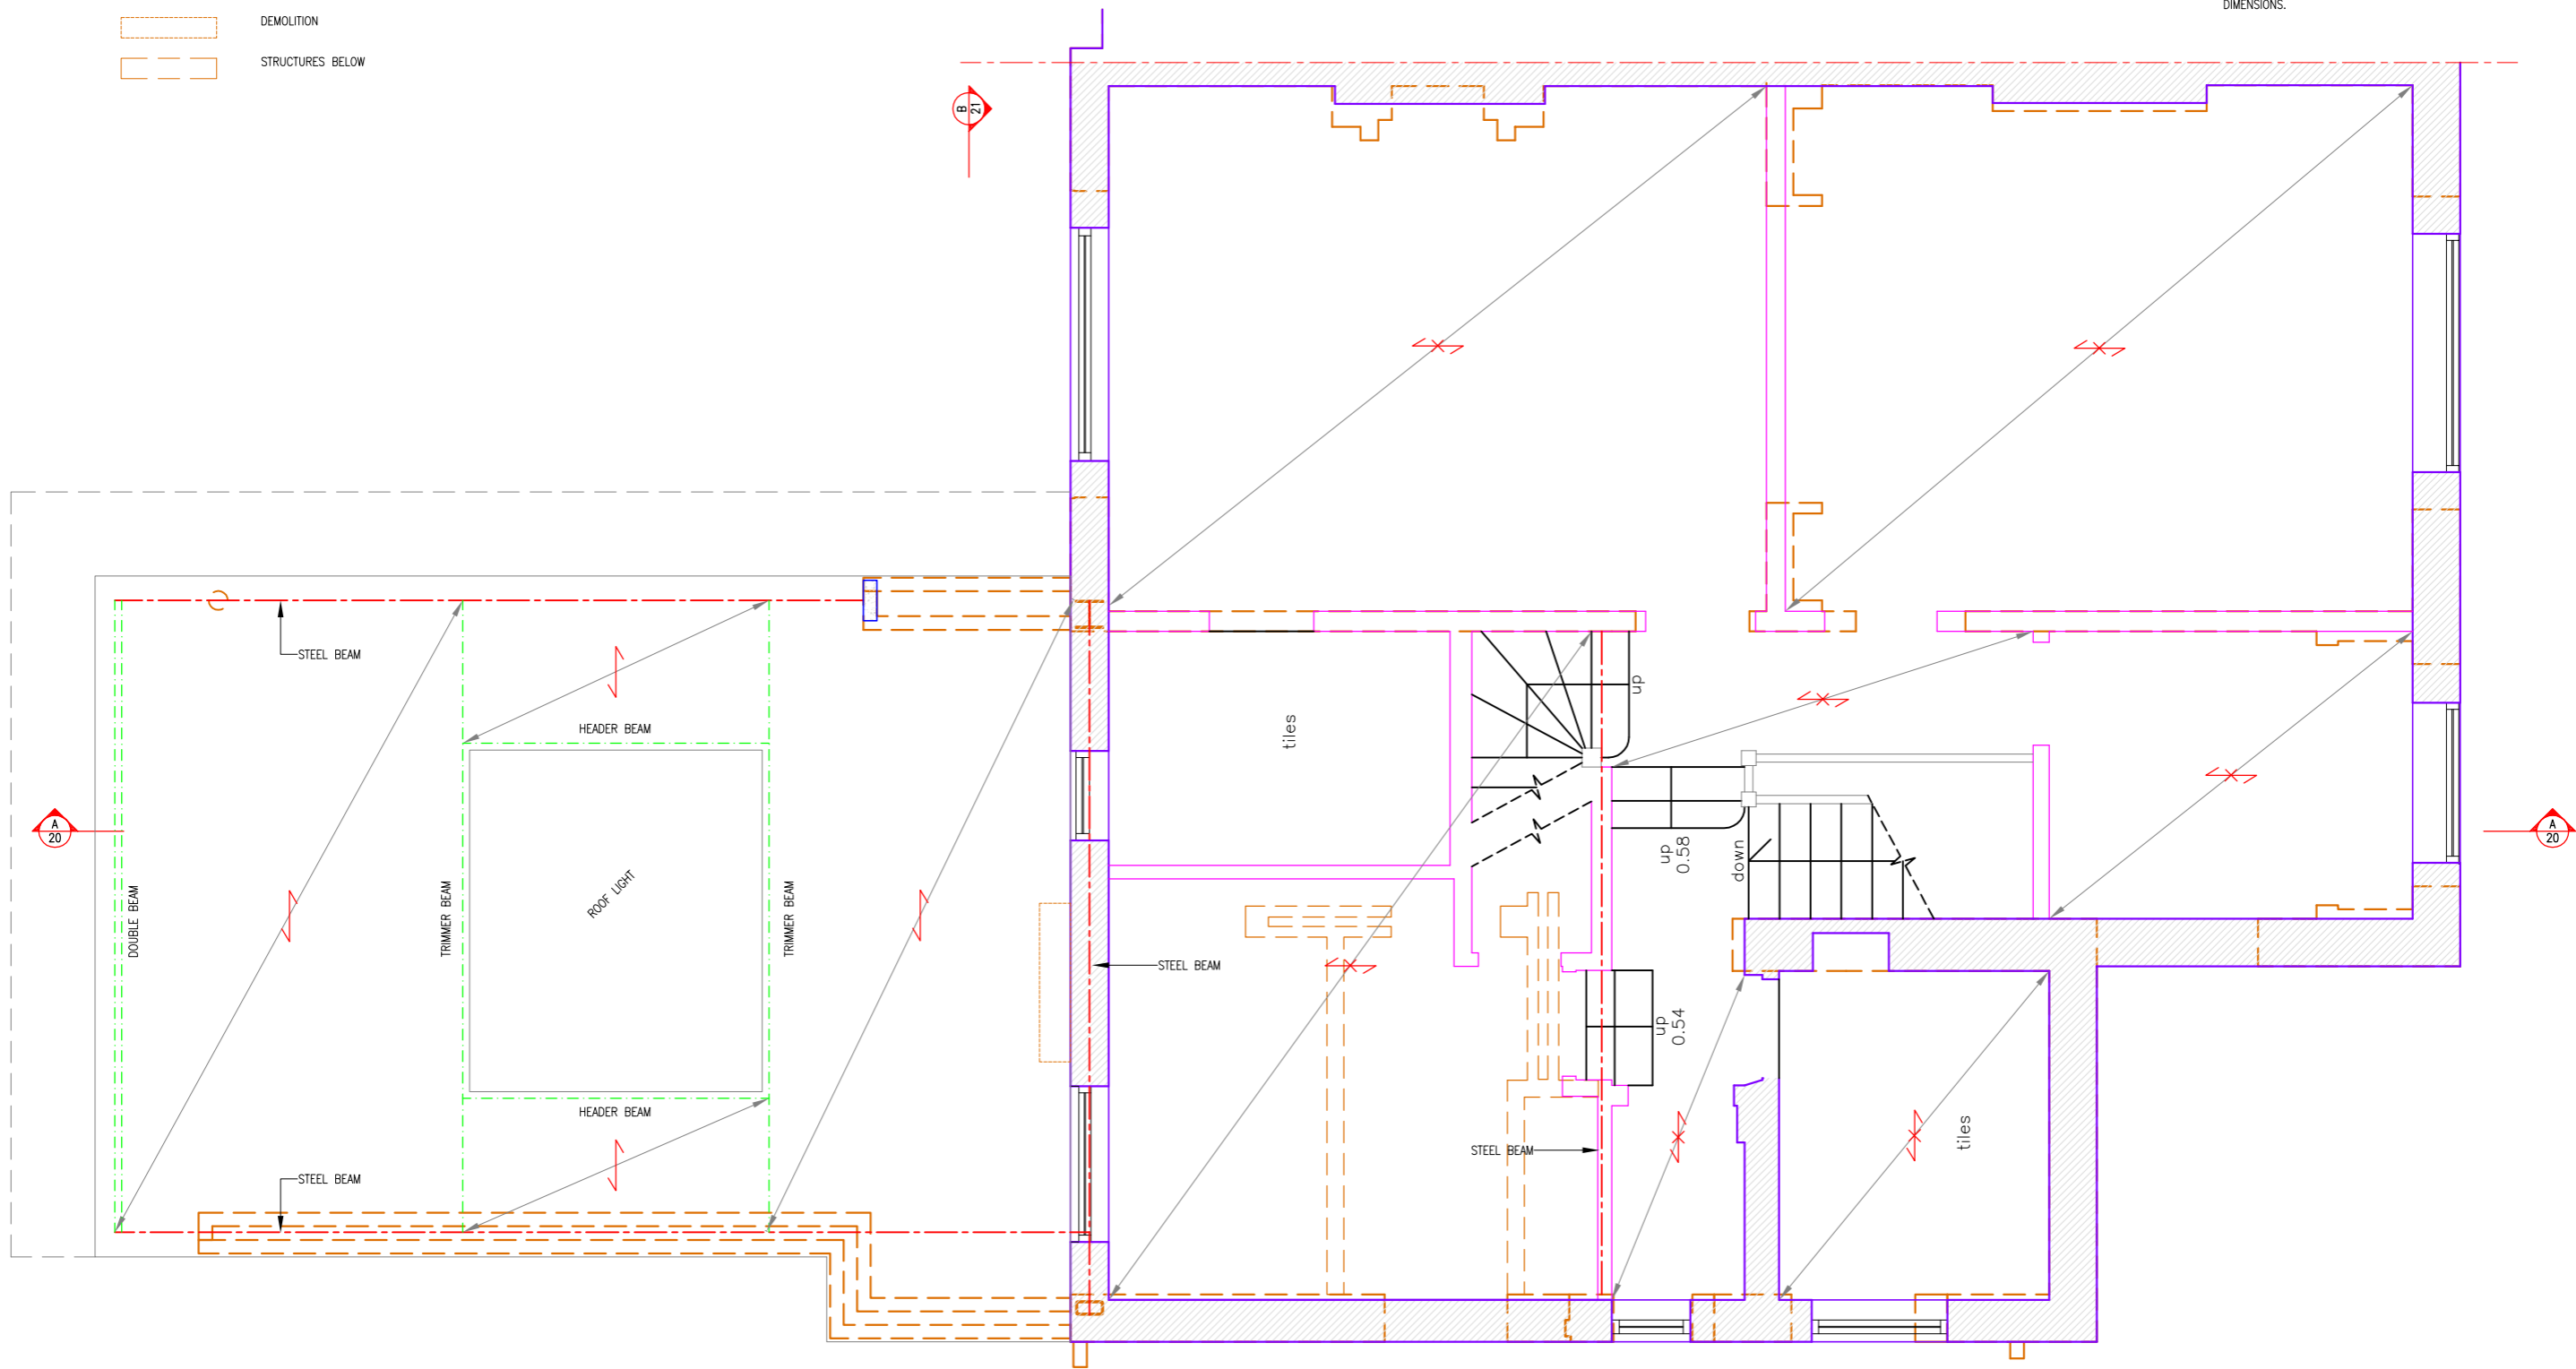 DEMOLITION
STRUCTURES BELOW
DIMENSIONS.
B
21
STEEL BEAM
HEADER BEAM
DOUBLE BEAM
TRIMMER BEAM
ROOF LIGHT
TRIMMER BEAM
HEADER BEAM
STEEL BEAM
A
20
STEEL BEAM
tiles
up
up
0.58
down
up
0.54
STEEL BEAM
tiles
A
20